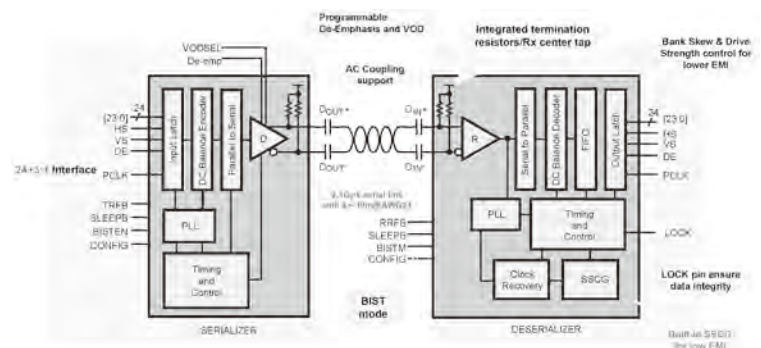 Programmable
De-Emphasis and VOD
Integrated termination
resistors/Rx center tap
Bank Skew & Drive
Strength control for
lower EMI
VODSEL
De-emp
AC Coupling
support
24
[23:0]
HS
VS
DE
PCLK
Interface
TRFB
SLEEPB
BISTEN
CONFIG
Input Latch
DC Balance Encoder
Parallel to Serial
D
PLL
Timing
and
Control
SERIALIZER
DOUT+
DOUT-
DIN+
DIN-
BIST
mode
RRFB
SLEEPB
BISTM
CONFIG
R
Serial to Parallel
DC Balance Decoder
FIFO
Output Latch
PLL
Timing
and
Control
Clock
Recovery
SSCG
DESERIALIZER
24
[23:0]
HS
VS
DE
PCLK
LOCK
LOCK pin ensure
data integrity
Built-in SSCG
for low EMI